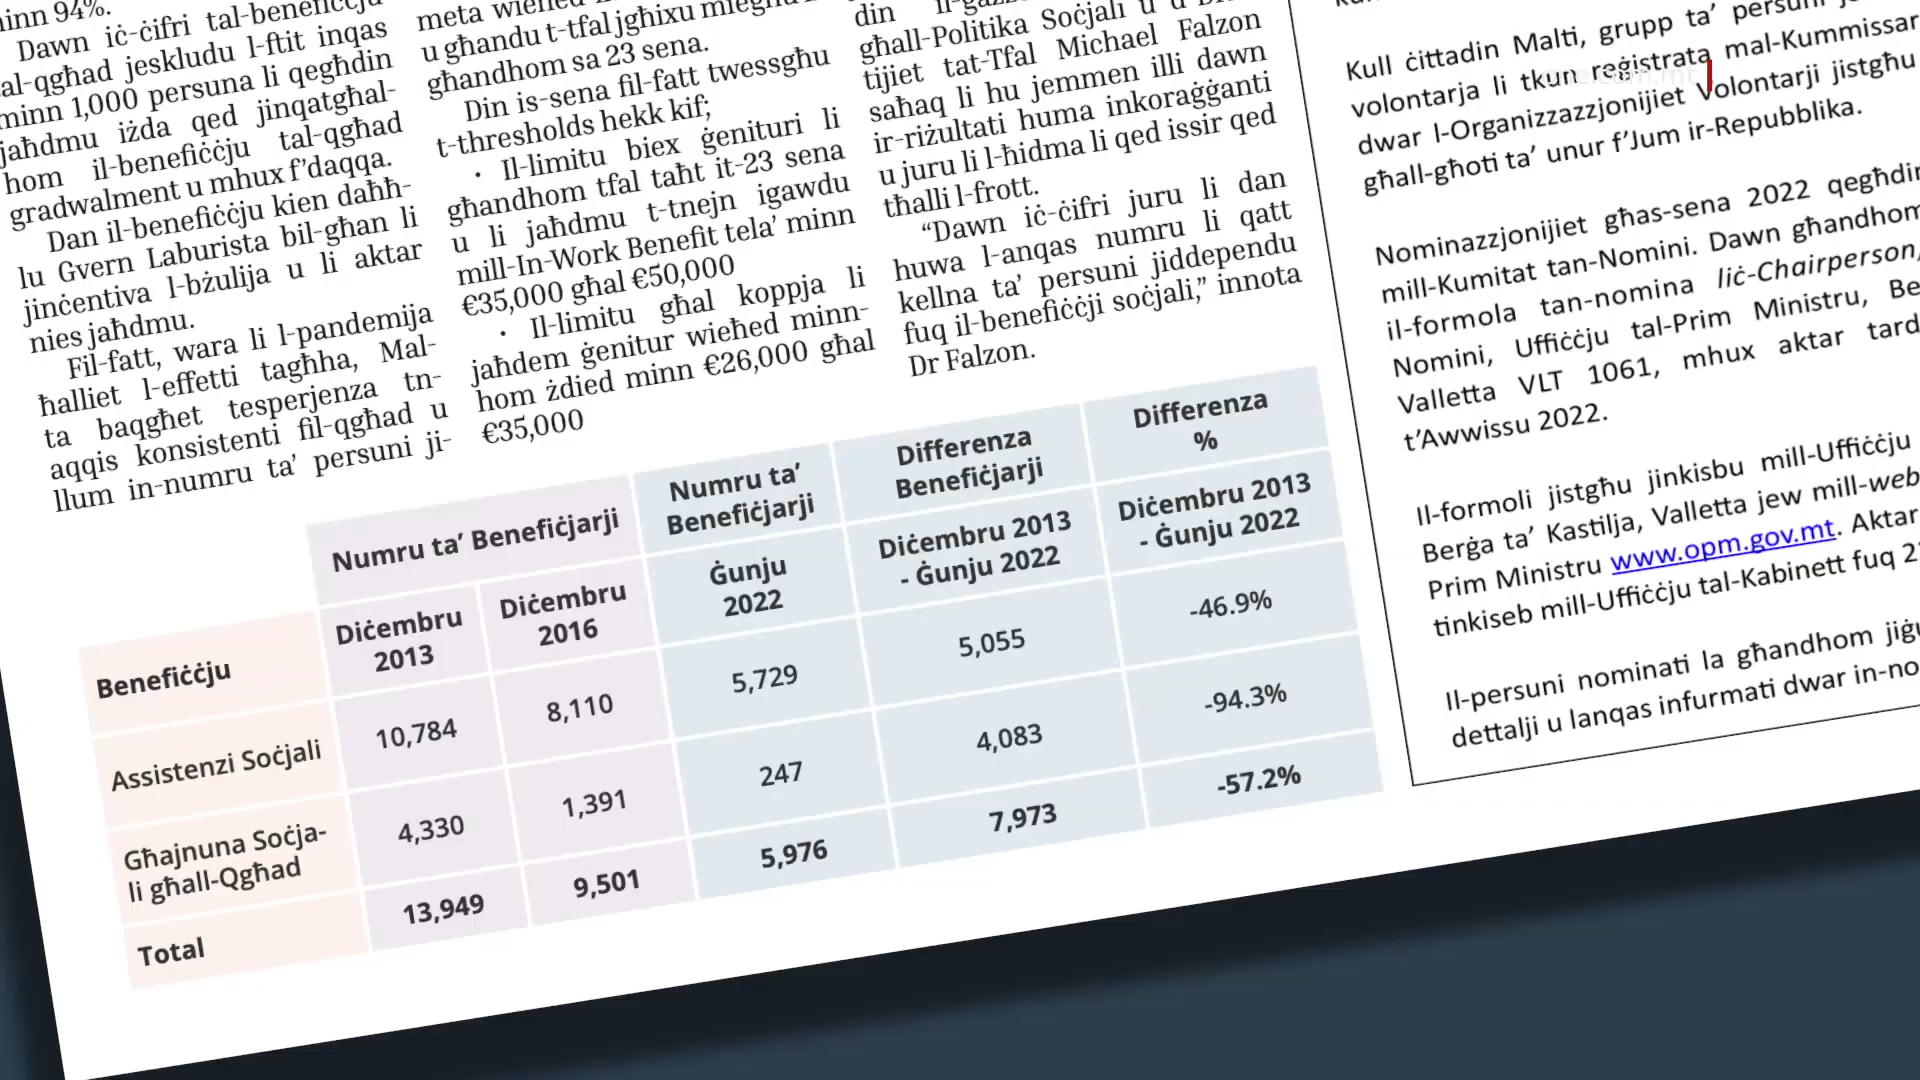 minn 94%.
Dawn iċ-ċifri tal-benefiċċju
tal-qgħad jeskludu l-ftit inqas
minn 1,000 persuna li qegħdin
jaħdmu iżda qed jinqatgħal-
hom il-benefiċċju tal-qgħad
gradwalment u mhux f’daqqa.
Dan il-benefiċċju kien daħħ-
lu Gvern Laburista bil-għan li
jinċentiva l-bżulija u li aktar
nies jaħdmu.
Fil-fatt, wara li l-pandemija
ħalliet l-effetti tagħha, Mal-
ta baqgħet tesperjenza tn-
aqqis konsistenti fil-qgħad u
llum in-numru ta’ persuni ji-
meta wieħed
u għandu t-tfal jgħixu
għandhom sa 23 sena.
Din is-sena fil-fatt twessgħu
t-thresholds hekk kif;
· Il-limitu biex ġenituri li
għandhom tfal taħt it-23 sena
u li jaħdmu t-tnejn igawdu
mill-In-Work Benefit tela’ minn
€35,000 għal €50,000
· Il-limitu għal koppja li
jaħdem ġenitur wieħed minn-
hom żdied minn €26,000 għal
€35,000
din
għall-Politika Soċjali u
tijiet tat-Tfal Michael Falzon
saħaq li hu jemmen illi dawn
ir-riżultati huma inkoraġġanti
u juru li l-ħidma li qed issir qed
tħalli l-frott.
“Dawn iċ-ċifri juru li dan
huwa l-anqas numru li qatt
kellna ta’ persuni jiddependu
fuq il-benefiċċji soċjali,” innota
Dr Falzon.
Numru ta’ Benefiċjarji
Numru ta’
Benefiċjarji
Differenza
Benefiċjarji
Differenza
%
Benefiċċju
Diċembru
2013
Diċembru
2016
Ġunju
2022
Diċembru 2013
- Ġunju 2022
Diċembru 2013
- Ġunju 2022
Assistenzi Soċjali
10,784
8,110
5,729
5,055
-46.9%
Għajnuna Soċja-
li għall-Qgħad
4,330
1,391
247
4,083
-94.3%
Total
13,949
9,501
5,976
7,973
-57.2%
Kull ċittadin Malti, grupp ta’ persuni
volontarja li tkun reġistrata mal-Kummissar
dwar l-Organizzazzjonijiet Volontarji jistgħu
għall-għoti ta’ unur f’Jum ir-Repubblika.
Nominazzjonijiet għas-sena 2022 qegħdin
mill-Kumitat tan-Nomini. Dawn għandhom
il-formola tan-nomina liċ-Chairperson,
Nomini, Uffiċċju tal-Prim Ministru, Be
Valletta VLT 1061, mhux aktar tard
t’Awwissu 2022.
Il-formoli jistgħu jinkisbu mill-Uffiċċju
Berġa ta’ Kastilja, Valletta jew mill-web
Prim Ministru www.opm.gov.mt. Aktar
tinkiseb mill-Uffiċċju tal-Kabinett fuq 2
Il-persuni nominati la għandhom jiġu
dettalji u lanqas infurmati dwar in-no